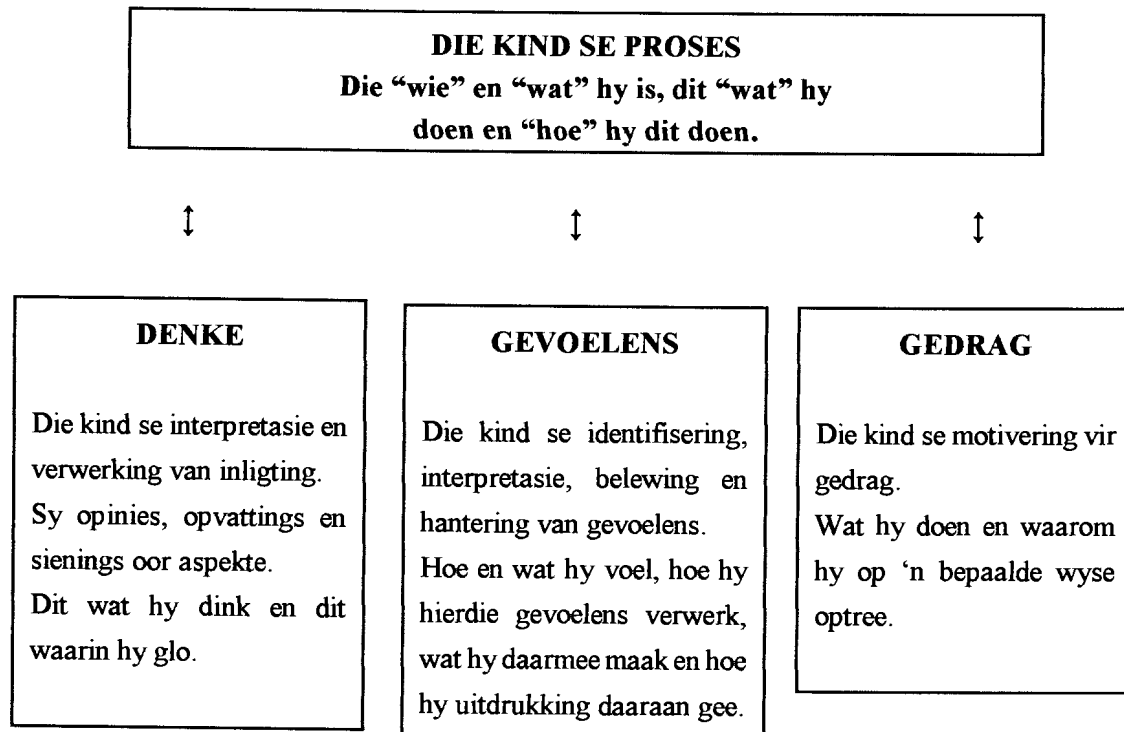 DIE KIND SE PROSES
Die “wie” en “wat” hy is, dit “wat” hy
doen en “hoe” hy dit doen.
↕ ↕ ↕
DENKE
Die kind se interpretasie en
verwerking van inligting.
Sy opinies, opvattings en
sienings oor aspekte.
Dit wat hy dink en dit
waarin hy glo.
GEVOELENS
Die kind se identifisering,
interpretasie, belewing en
hantering van gevoelens.
Hoe en wat hy voel, hoe hy
hierdie gevoelens verwerk,
wat hy daarmee maak en hoe
hy uitdrukking daaraan gee.
GEDRAG
Die kind se motivering vir
gedrag.
Wat hy doen en waarom
hy op ‘n bepaalde wyse
optree.